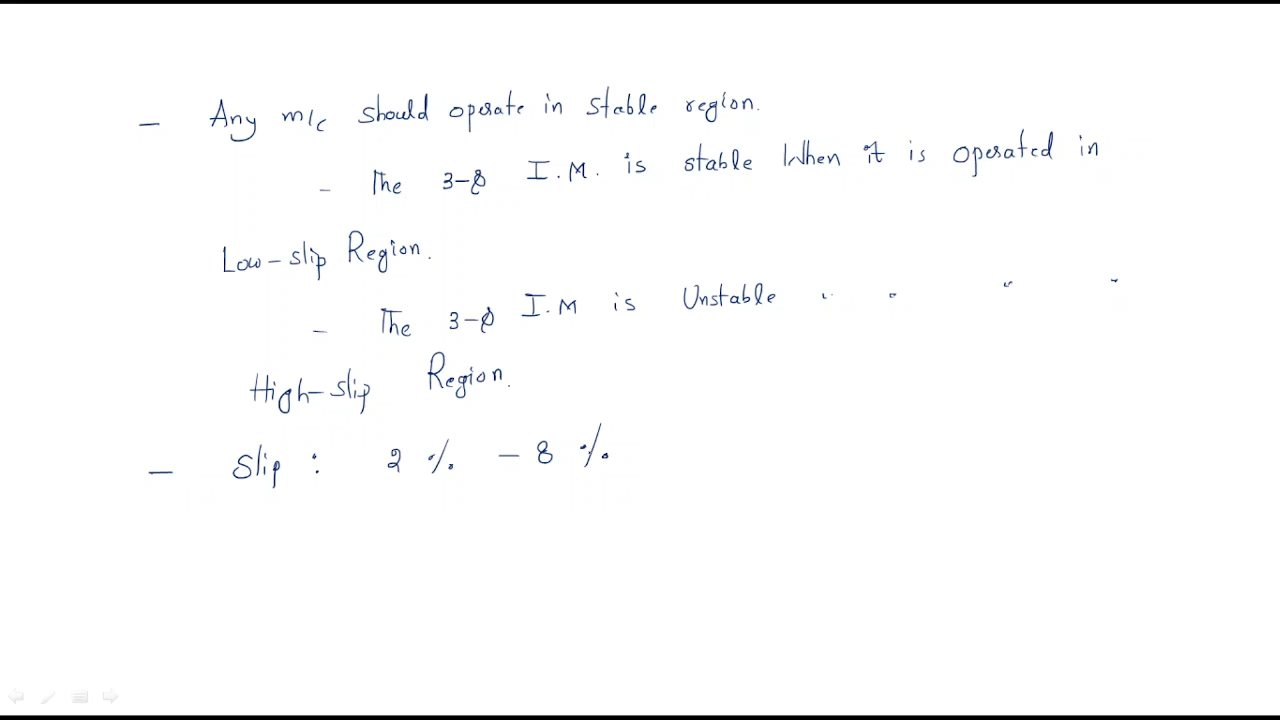 - Any m/c should operate in stable region.
- The 3-ϕ I.M. is stable When it is operated in
Low-slip Region.
- The 3-ϕ I.M is Unstable " " " "
High-slip Region.
- Slip : 2 % - 8 %